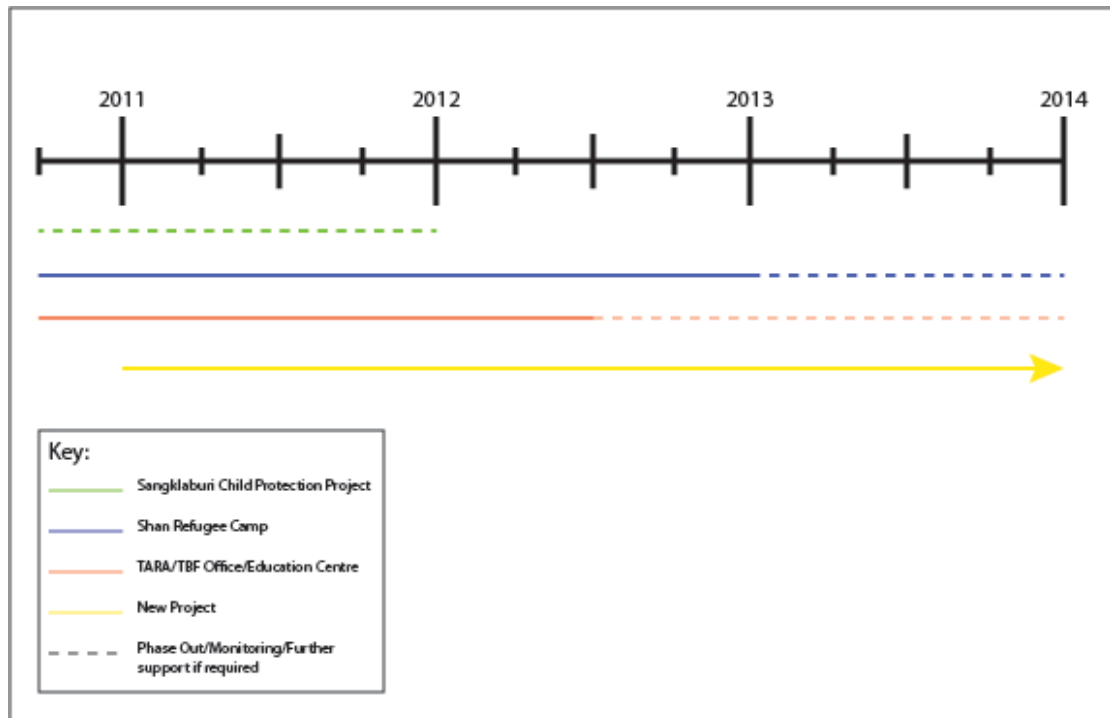 2011 2012 2013 2014
Key:
Sangklaburi Child Protection Project
Shan Refugee Camp
TARA/TBF Office/Education Centre
New Project
Phase Out/Monitoring/Further
support if required